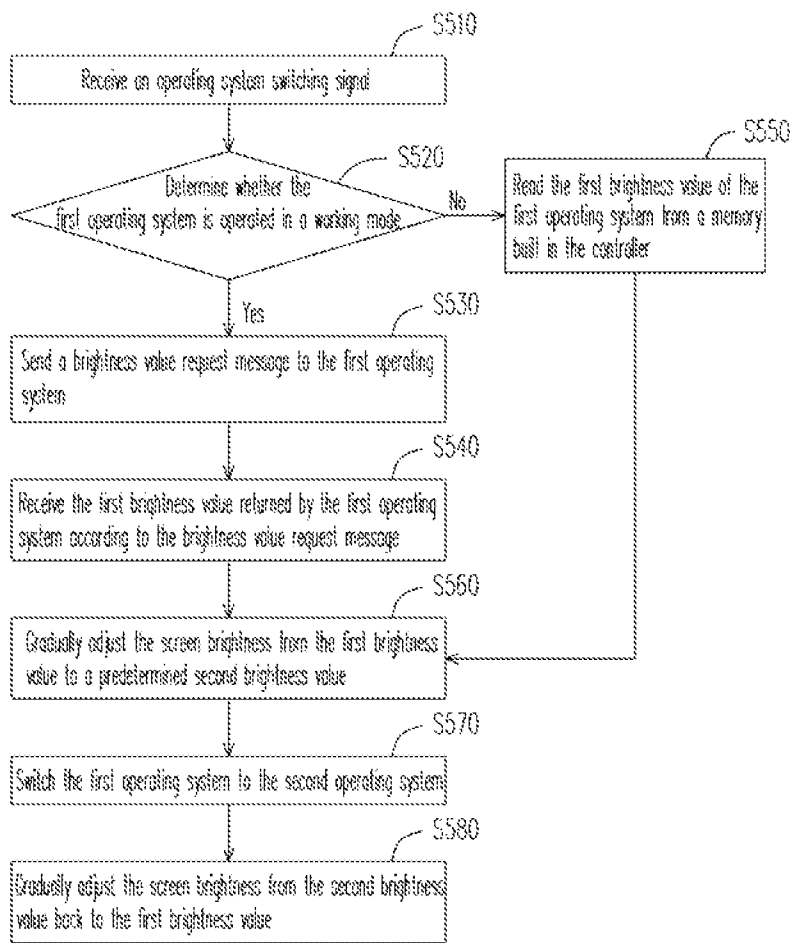 S510
Receive an operating system switching signal
S520
Determine whether the
first operating system is operated in a working mode
No
S550
Read the first brightness value of the
first operating system from a memory
built in the controller
Yes
S530
Send a brightness value request message to the first operating
system
S540
Receive the first brightness value returned by the first operating
system according to the brightness value request message
S560
Gradually adjust the screen brightness from the first brightness
value to a predetermined second brightness value
S570
Switch the first operating system to the second operating system
S580
Gradually adjust the screen brightness from the second brightness
value back to the first brightness value